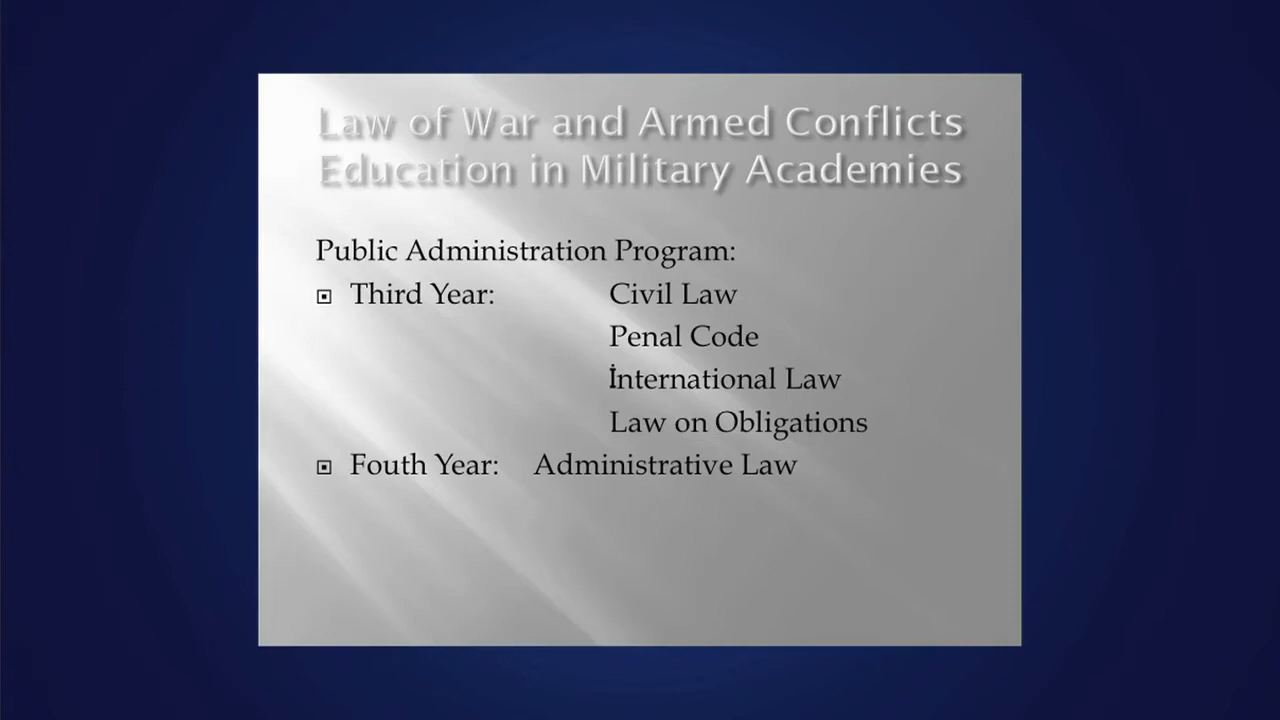 Law of War and Armed Conflicts
Education in Military Academies
Public Administration Program:
Third Year: Civil Law
Penal Code
İnternational Law
Law on Obligations
Fouth Year: Administrative Law